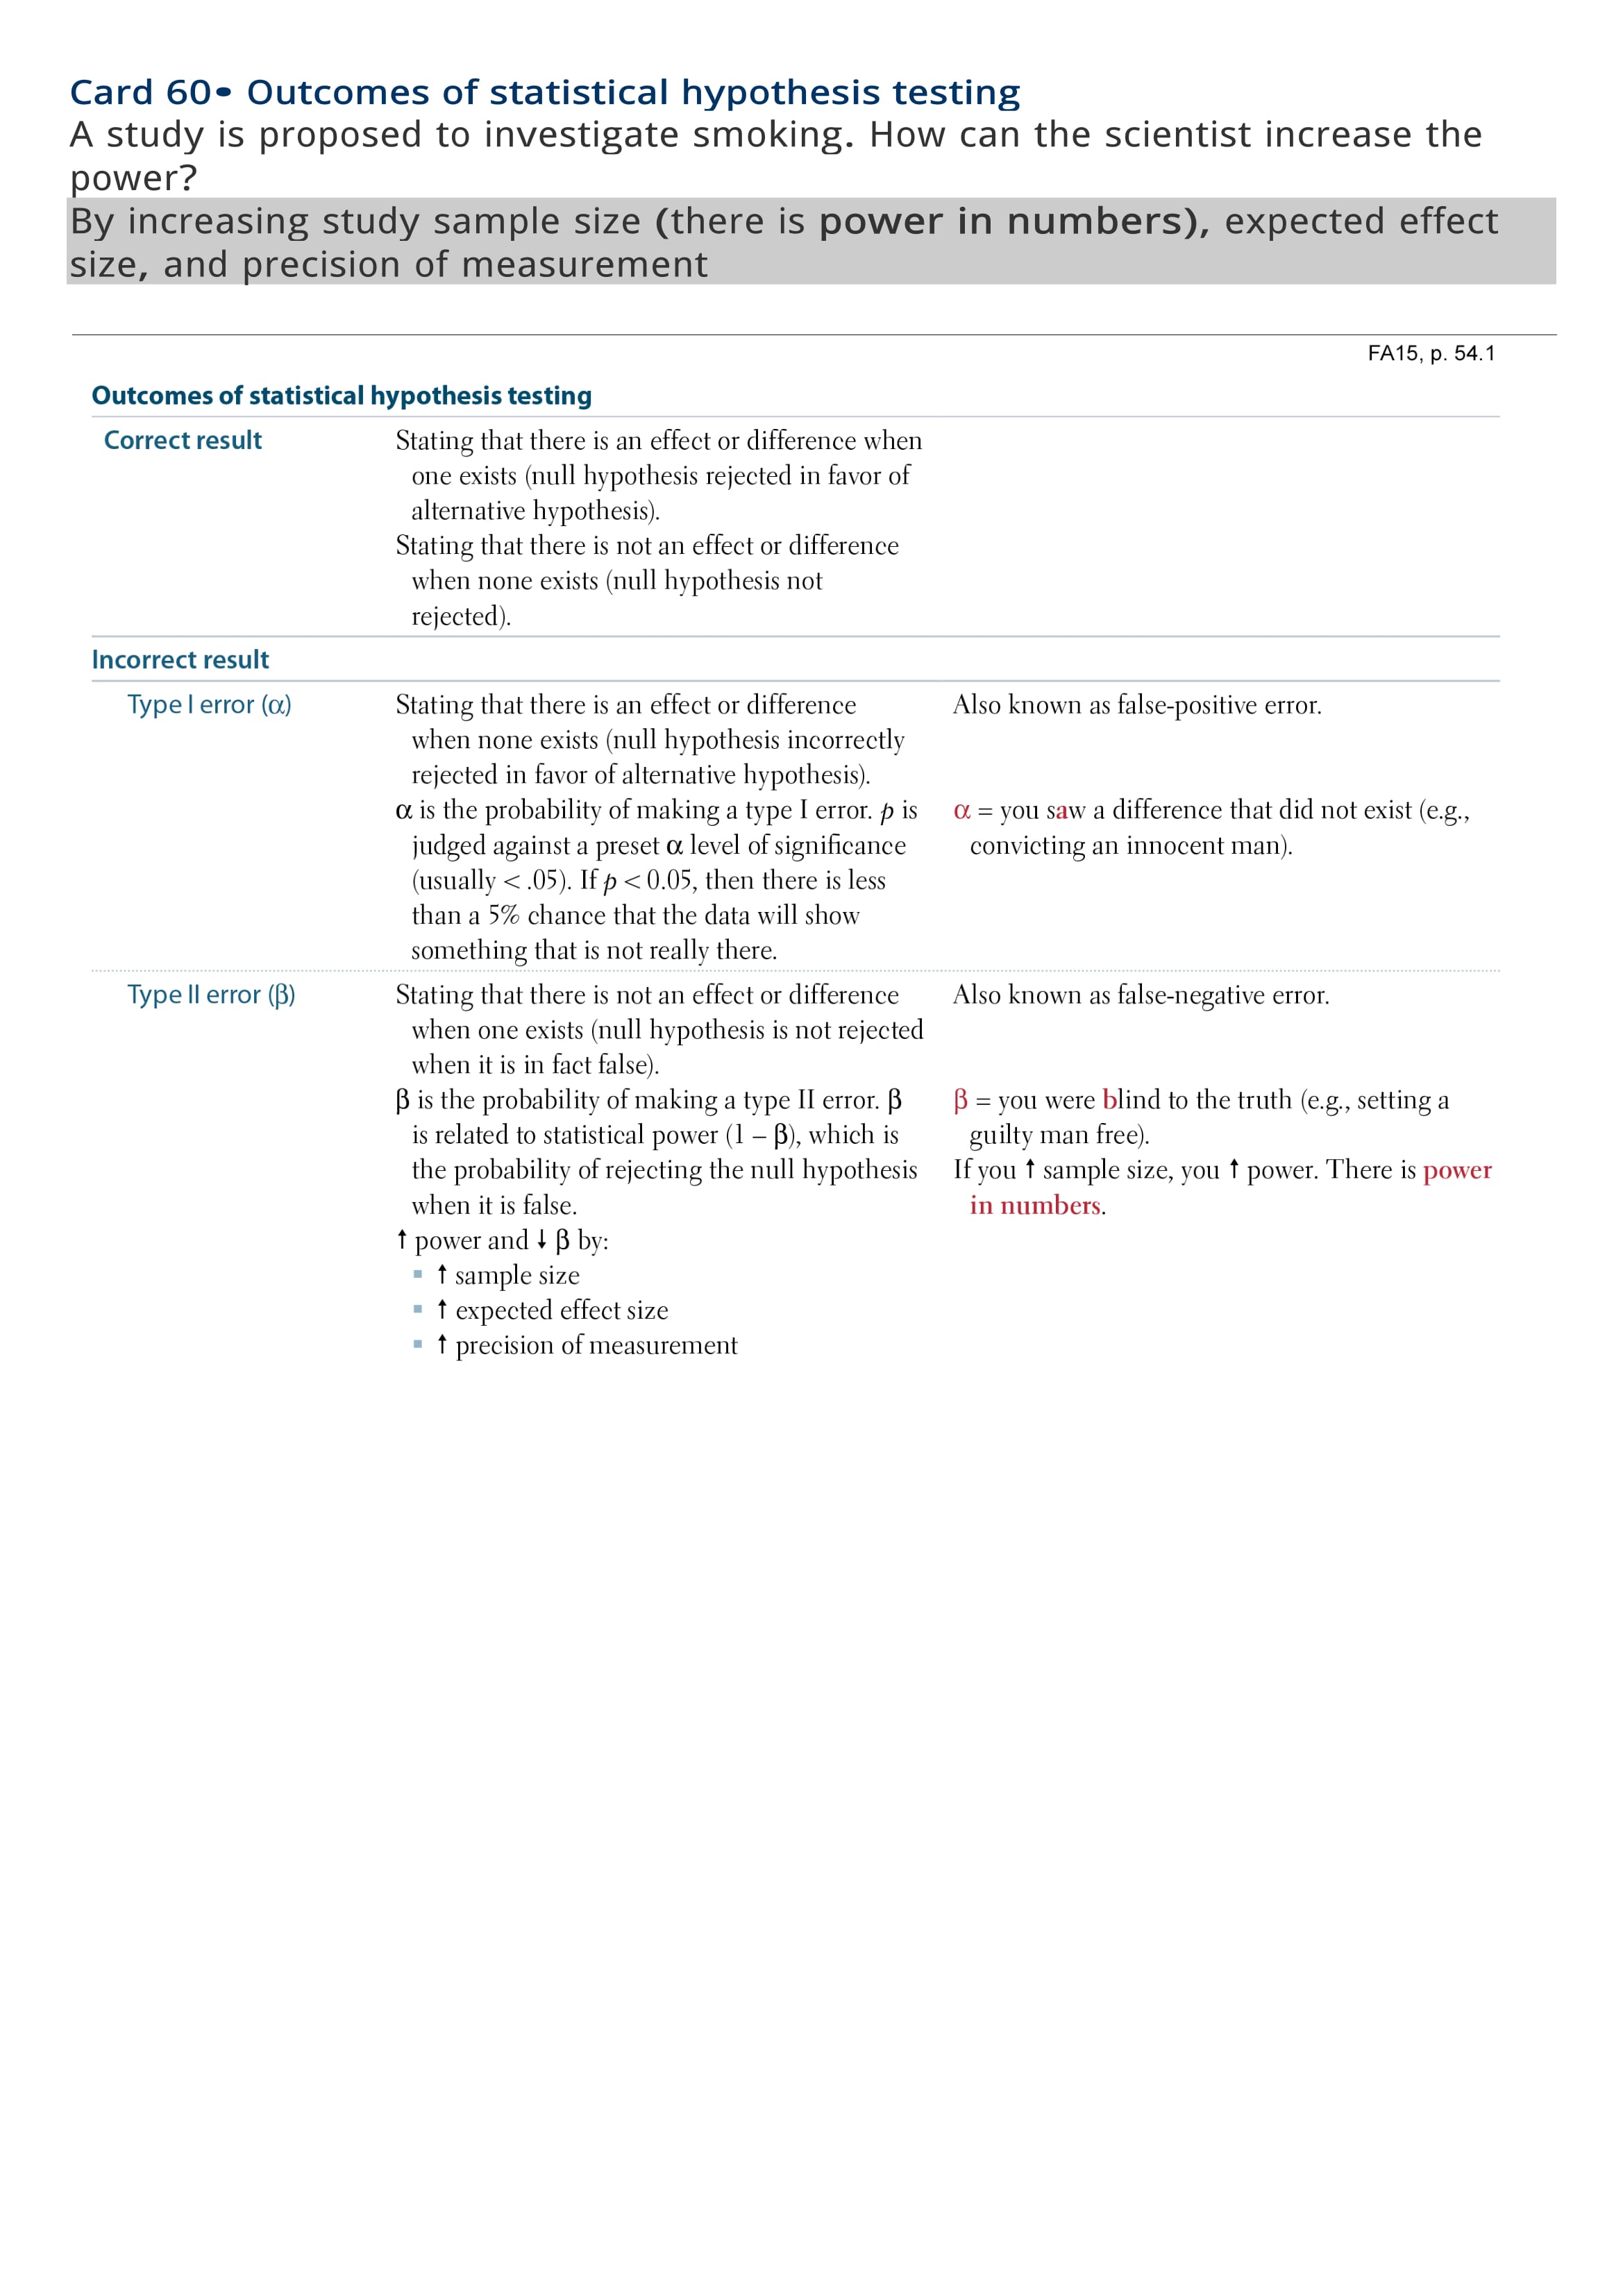 Card 60• Outcomes of statistical hypothesis testing
A study is proposed to investigate smoking. How can the scientist increase the
power?
By increasing study sample size (there is power in numbers), expected effect
size, and precision of measurement
FA15, p. 54.1
Outcomes of statistical hypothesis testing
Correct result
Stating that there is an effect or difference when
one exists (null hypothesis rejected in favor of
alternative hypothesis).
Stating that there is not an effect or difference
when none exists (null hypothesis not
rejected).
Incorrect result
Type I error (α)
Stating that there is an effect or difference
when none exists (null hypothesis incorrectly
rejected in favor of alternative hypothesis).
α is the probability of making a type I error. p is
judged against a preset α level of significance
(usually < .05). If p < 0.05, then there is less
than a 5% chance that the data will show
something that is not really there.
Also known as false-positive error.
α = you saw a difference that did not exist (e.g.,
convicting an innocent man).
Type II error (β)
Stating that there is not an effect or difference
when one exists (null hypothesis is not rejected
when it is in fact false).
β is the probability of making a type II error. β
is related to statistical power (1 – β), which is
the probability of rejecting the null hypothesis
when it is false.
↑ power and ↓ β by:
▪ ↑ sample size
▪ ↑ expected effect size
▪ ↑ precision of measurement
Also known as false-negative error.
β = you were blind to the truth (e.g., setting a
guilty man free).
If you ↑ sample size, you ↑ power. There is power
in numbers.